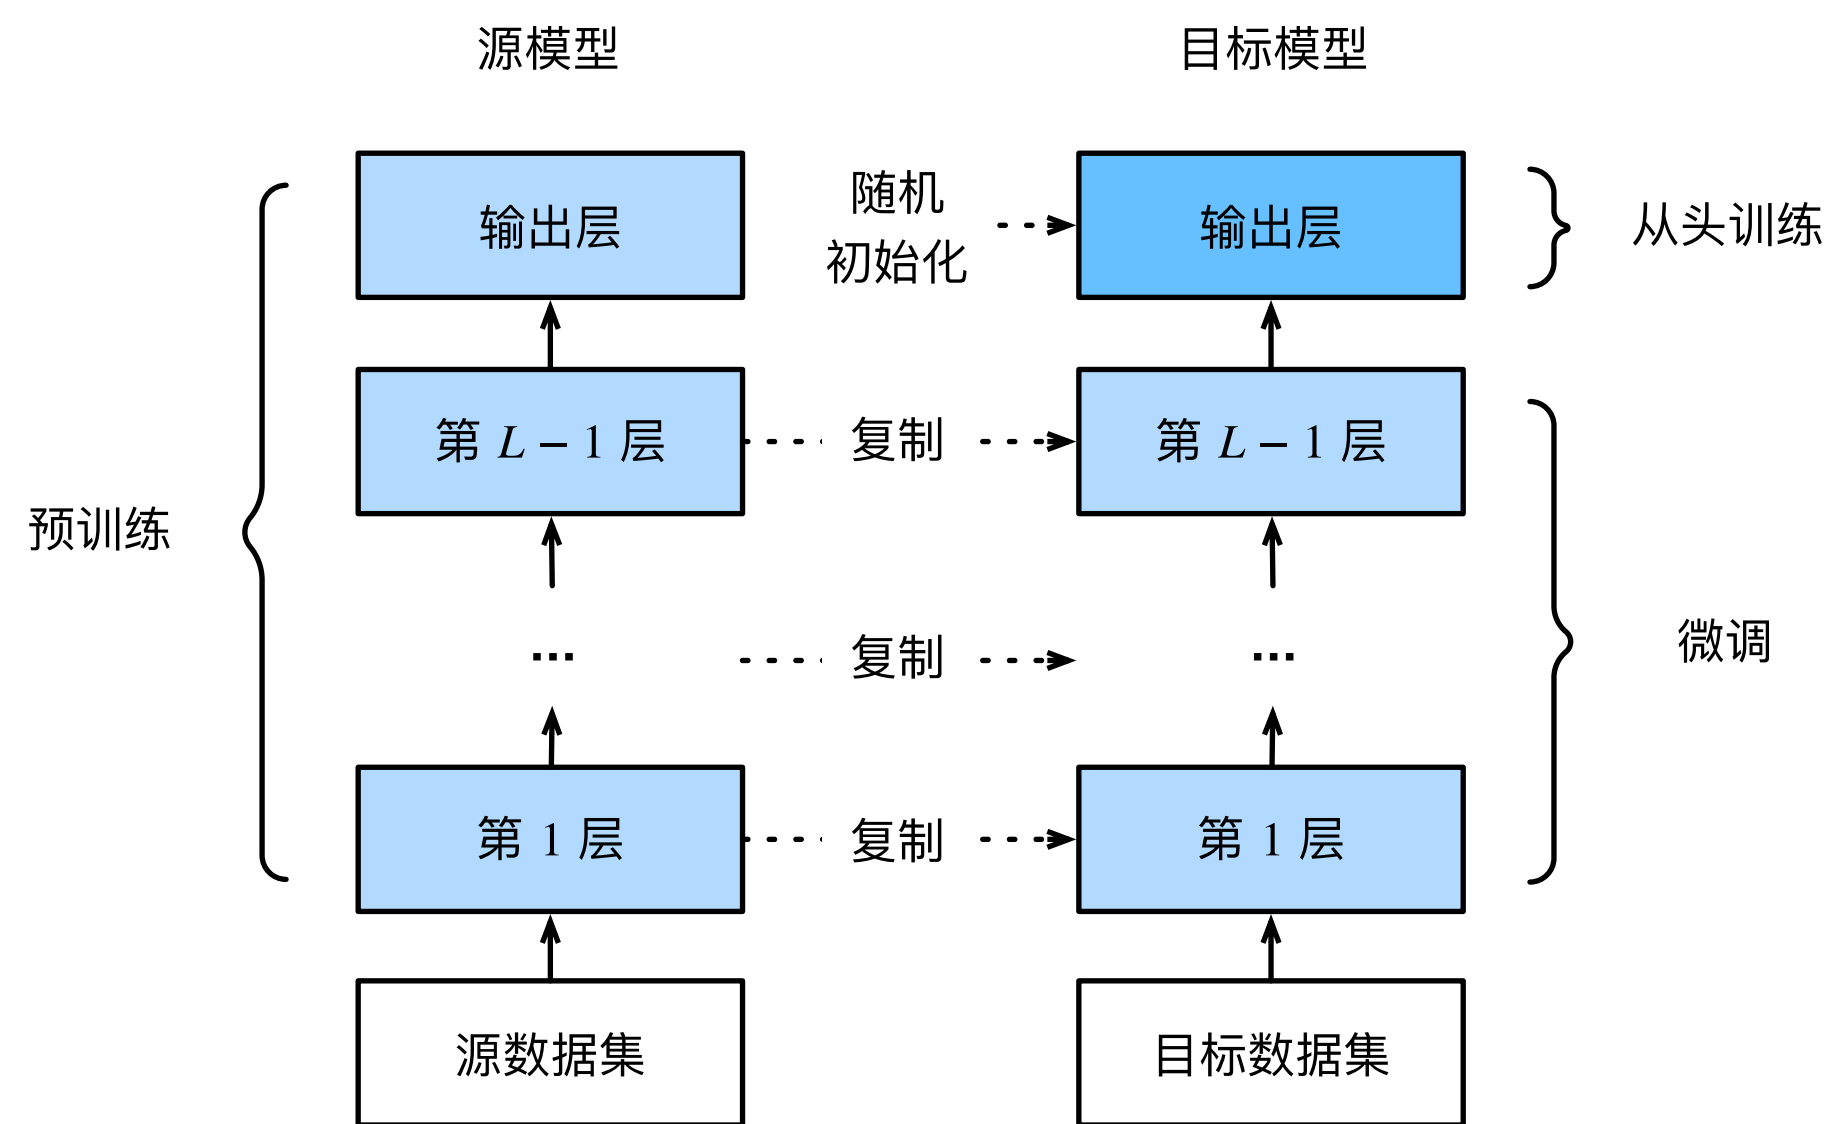 源模型
目标模型
输出层
随机
初始化
输出层
从头训练
第 L – 1 层
复制
第 L – 1 层
预训练
...
复制
...
微调
第 1 层
复制
第 1 层
源数据集
目标数据集